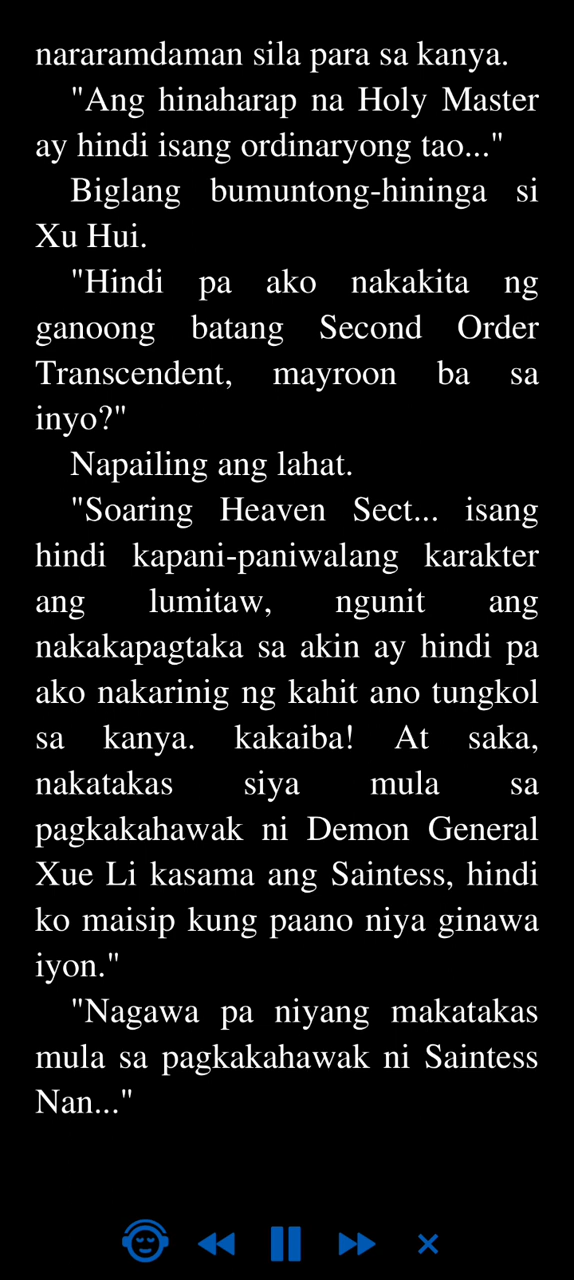 nararamdaman sila para sa kanya.
"Ang hinaharap na Holy Master
ay hindi isang ordinaryong tao..."
Biglang bumuntong-hininga si
Xu Hui.
"Hindi pa ako nakakita ng
ganoong batang Second Order
Transcendent, mayroon ba sa
inyo?"
Napailing ang lahat.
"Soaring Heaven Sect... isang
hindi kapani-paniwalang karakter
ang lumitaw, ngunit ang
nakakapagtaka sa akin ay hindi pa
ako nakarinig ng kahit ano tungkol
sa kanya. kakaiba! At saka,
nakatakas siya mula sa
pagkakahawak ni Demon General
Xue Li kasama ang Saintess, hindi
ko maisip kung paano niya ginawa
iyon."
"Nagawa pa niyang makatakas
mula sa pagkakahawak ni Saintess
Nan..."